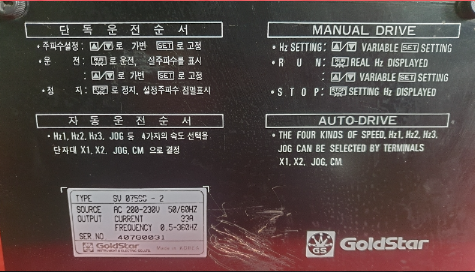 단독운전순서
• 주파수설정 : ▲/▼ 로 가변 SET 로 고정
• 운 전 : 로 운전, 실주파수를 표시
: ▲/▼ 로 가변 SET 로 고정
• 정 지 : 로 정지, 설정주파수 점멸표시
자동운전순서
• Hz1, Hz2, Hz3, JOG 등 4가지의 속도 선택을
단자대 X1, X2, JOG, CM 으로 결정
MANUAL DRIVE
• Hz SETTING : ▲/▼ VARIABLE SET SETTING
• R U N : REAL Hz DISPLAYED
: ▲/▼ VARIABLE SET SETTING
• S T O P : SETTING Hz DISPLAYED
AUTO-DRIVE
• THE FOUR KINDS OF SPEED, Hz1, Hz2, Hz3,
JOG CAN BE SELECTED BY TERMINALS
X1, X2, JOG, CM
TYPE SV 075GS - 2
SOURCE AC 200-230V 50/60HZ
OUTPUT CURRENT 33A
FREQUENCY 0.5-360HZ
SER NO 407G0031
GoldStar
GS GoldStar